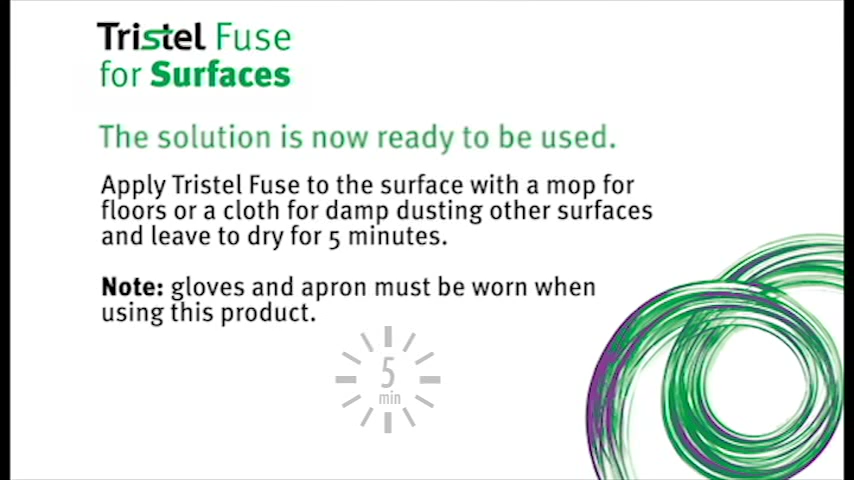 Tristel Fuse
for Surfaces
The solution is now ready to be used.
Apply Tristel Fuse to the surface with a mop for
floors or a cloth for damp dusting other surfaces
and leave to dry for 5 minutes.
Note: gloves and apron must be worn when
using this product.
5
min